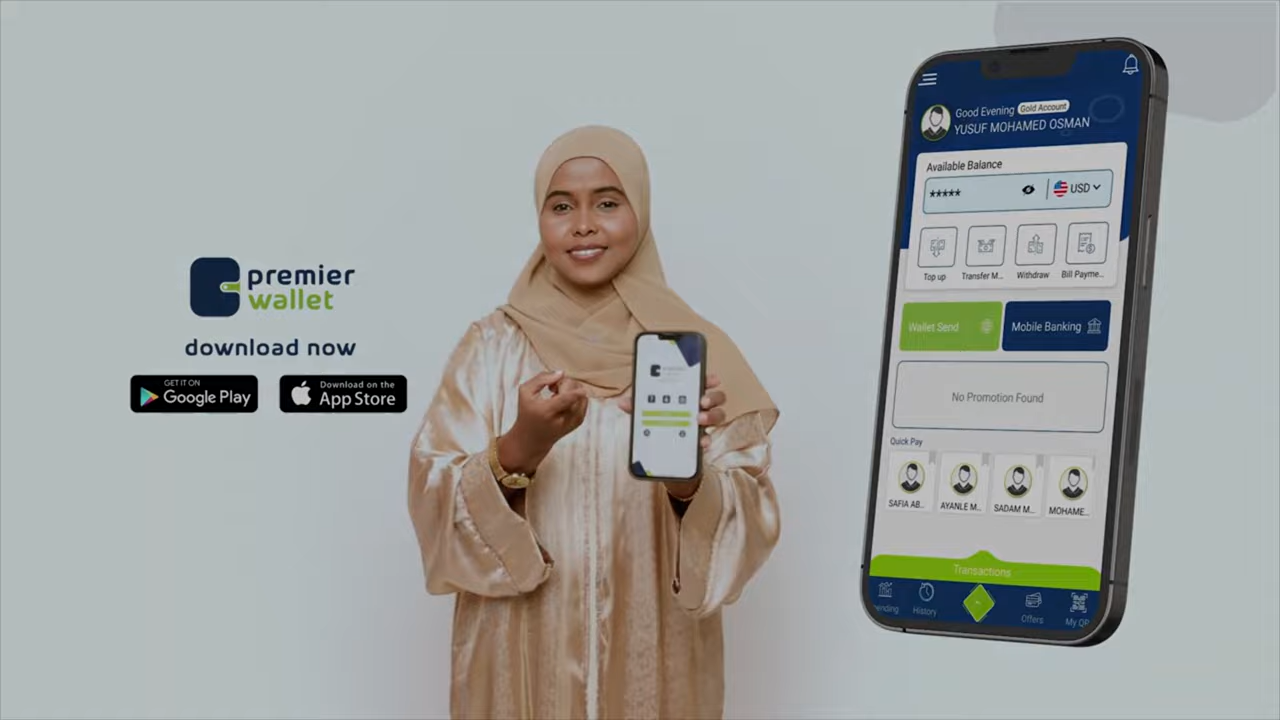 premier
wallet
download now
GET IT ON
Google Play
Download on the
App Store
Good Evening Gold Account
YUSUF MOHAMED OSMAN
Available Balance
***** USD
Top up Transfer M... Withdraw Bill Payme...
Wallet Send Mobile Banking
No Promotion Found
Quick Pay
SAFIA AB.. AYANLE M.. SADAM M... MOHAME...
Transactions
History Offers My QR